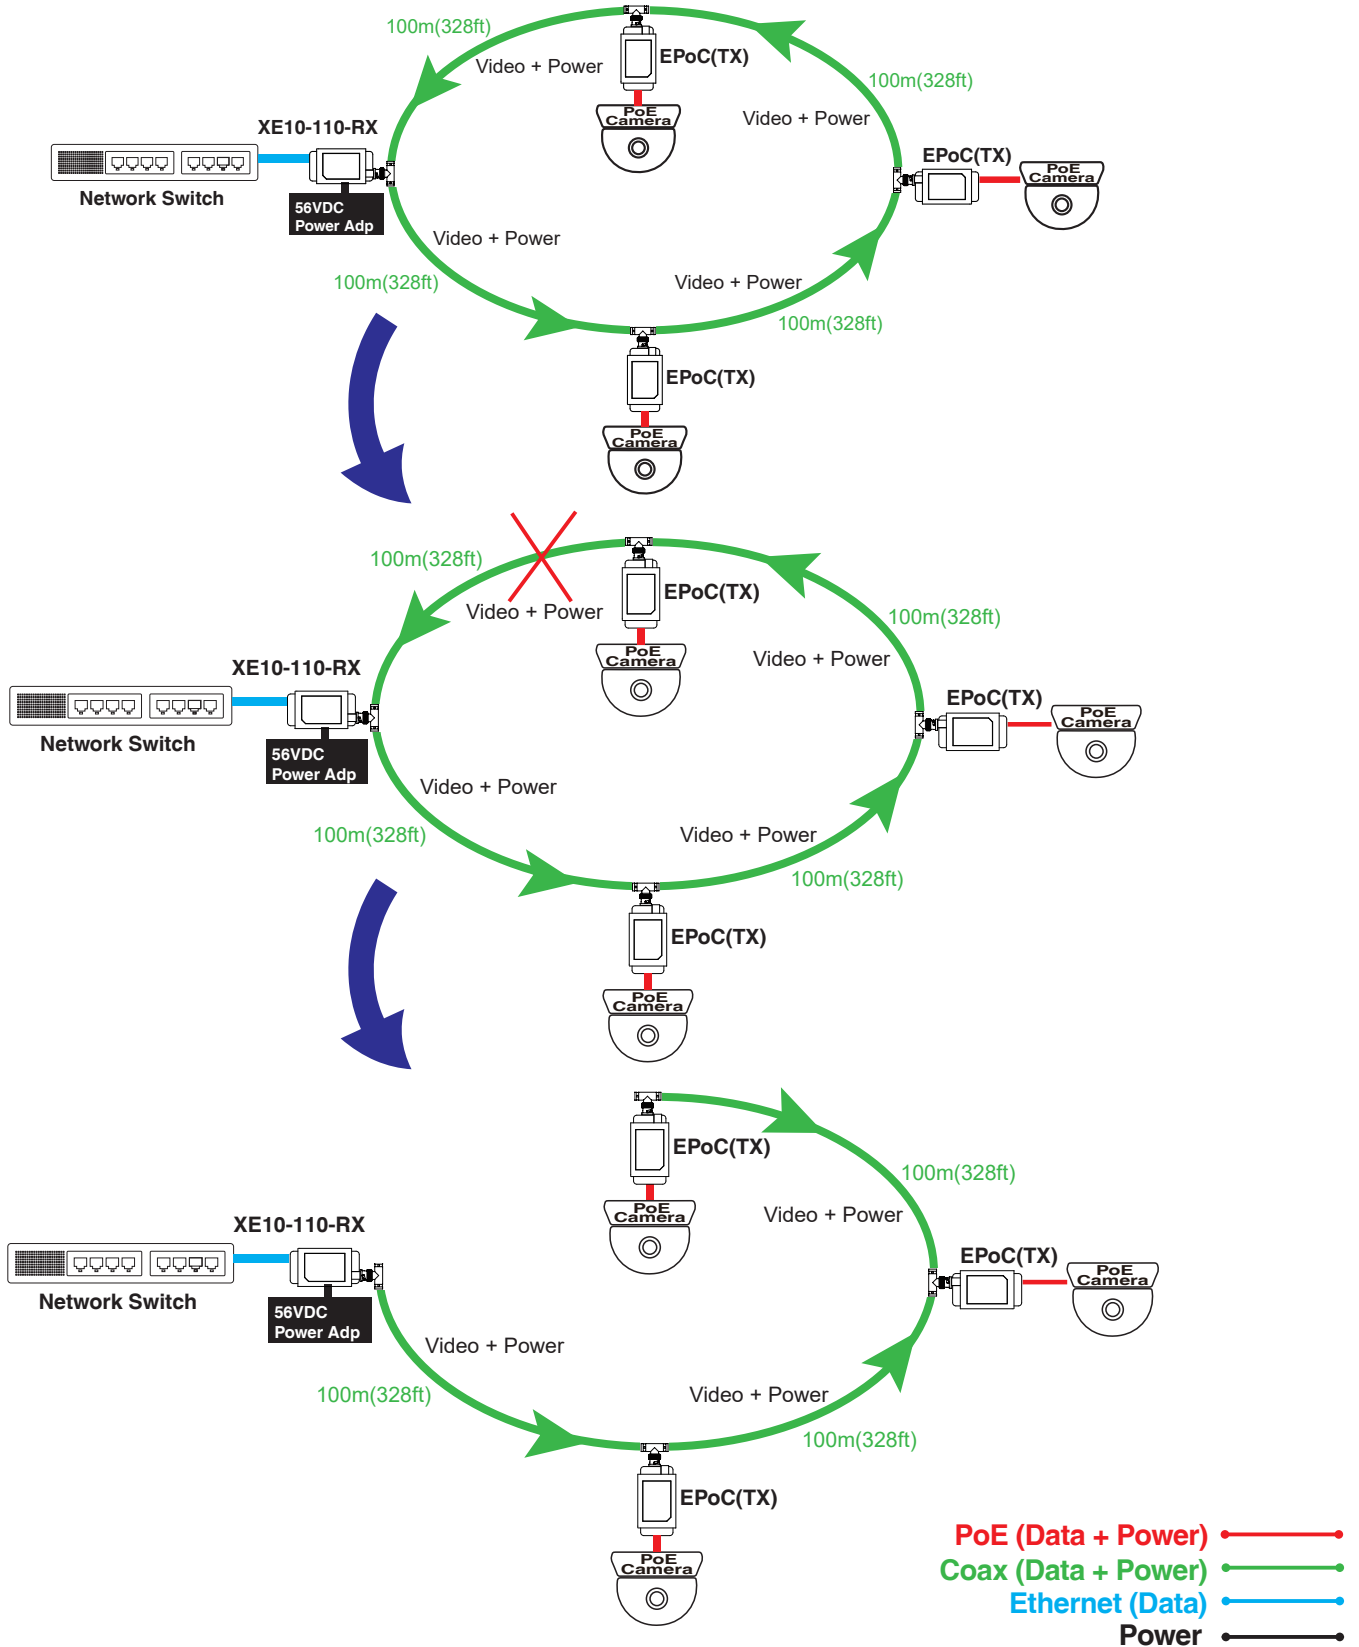 100m(328ft)
Video + Power
EPoC(TX)
PoE
Camera
100m(328ft)
Video + Power
XE10-110-RX
Network Switch
56VDC
Power Adp
EPoC(TX)
PoE
Camera
Video + Power
100m(328ft)
Video + Power
100m(328ft)
EPoC(TX)
PoE
Camera
100m(328ft)
Video + Power
EPoC(TX)
PoE
Camera
100m(328ft)
Video + Power
XE10-110-RX
Network Switch
56VDC
Power Adp
EPoC(TX)
PoE
Camera
Video + Power
100m(328ft)
Video + Power
100m(328ft)
EPoC(TX)
PoE
Camera
EPoC(TX)
PoE
Camera
100m(328ft)
Video + Power
XE10-110-RX
Network Switch
56VDC
Power Adp
EPoC(TX)
PoE
Camera
Video + Power
100m(328ft)
Video + Power
100m(328ft)
EPoC(TX)
PoE
Camera
PoE (Data + Power)
Coax (Data + Power)
Ethernet (Data)
Power